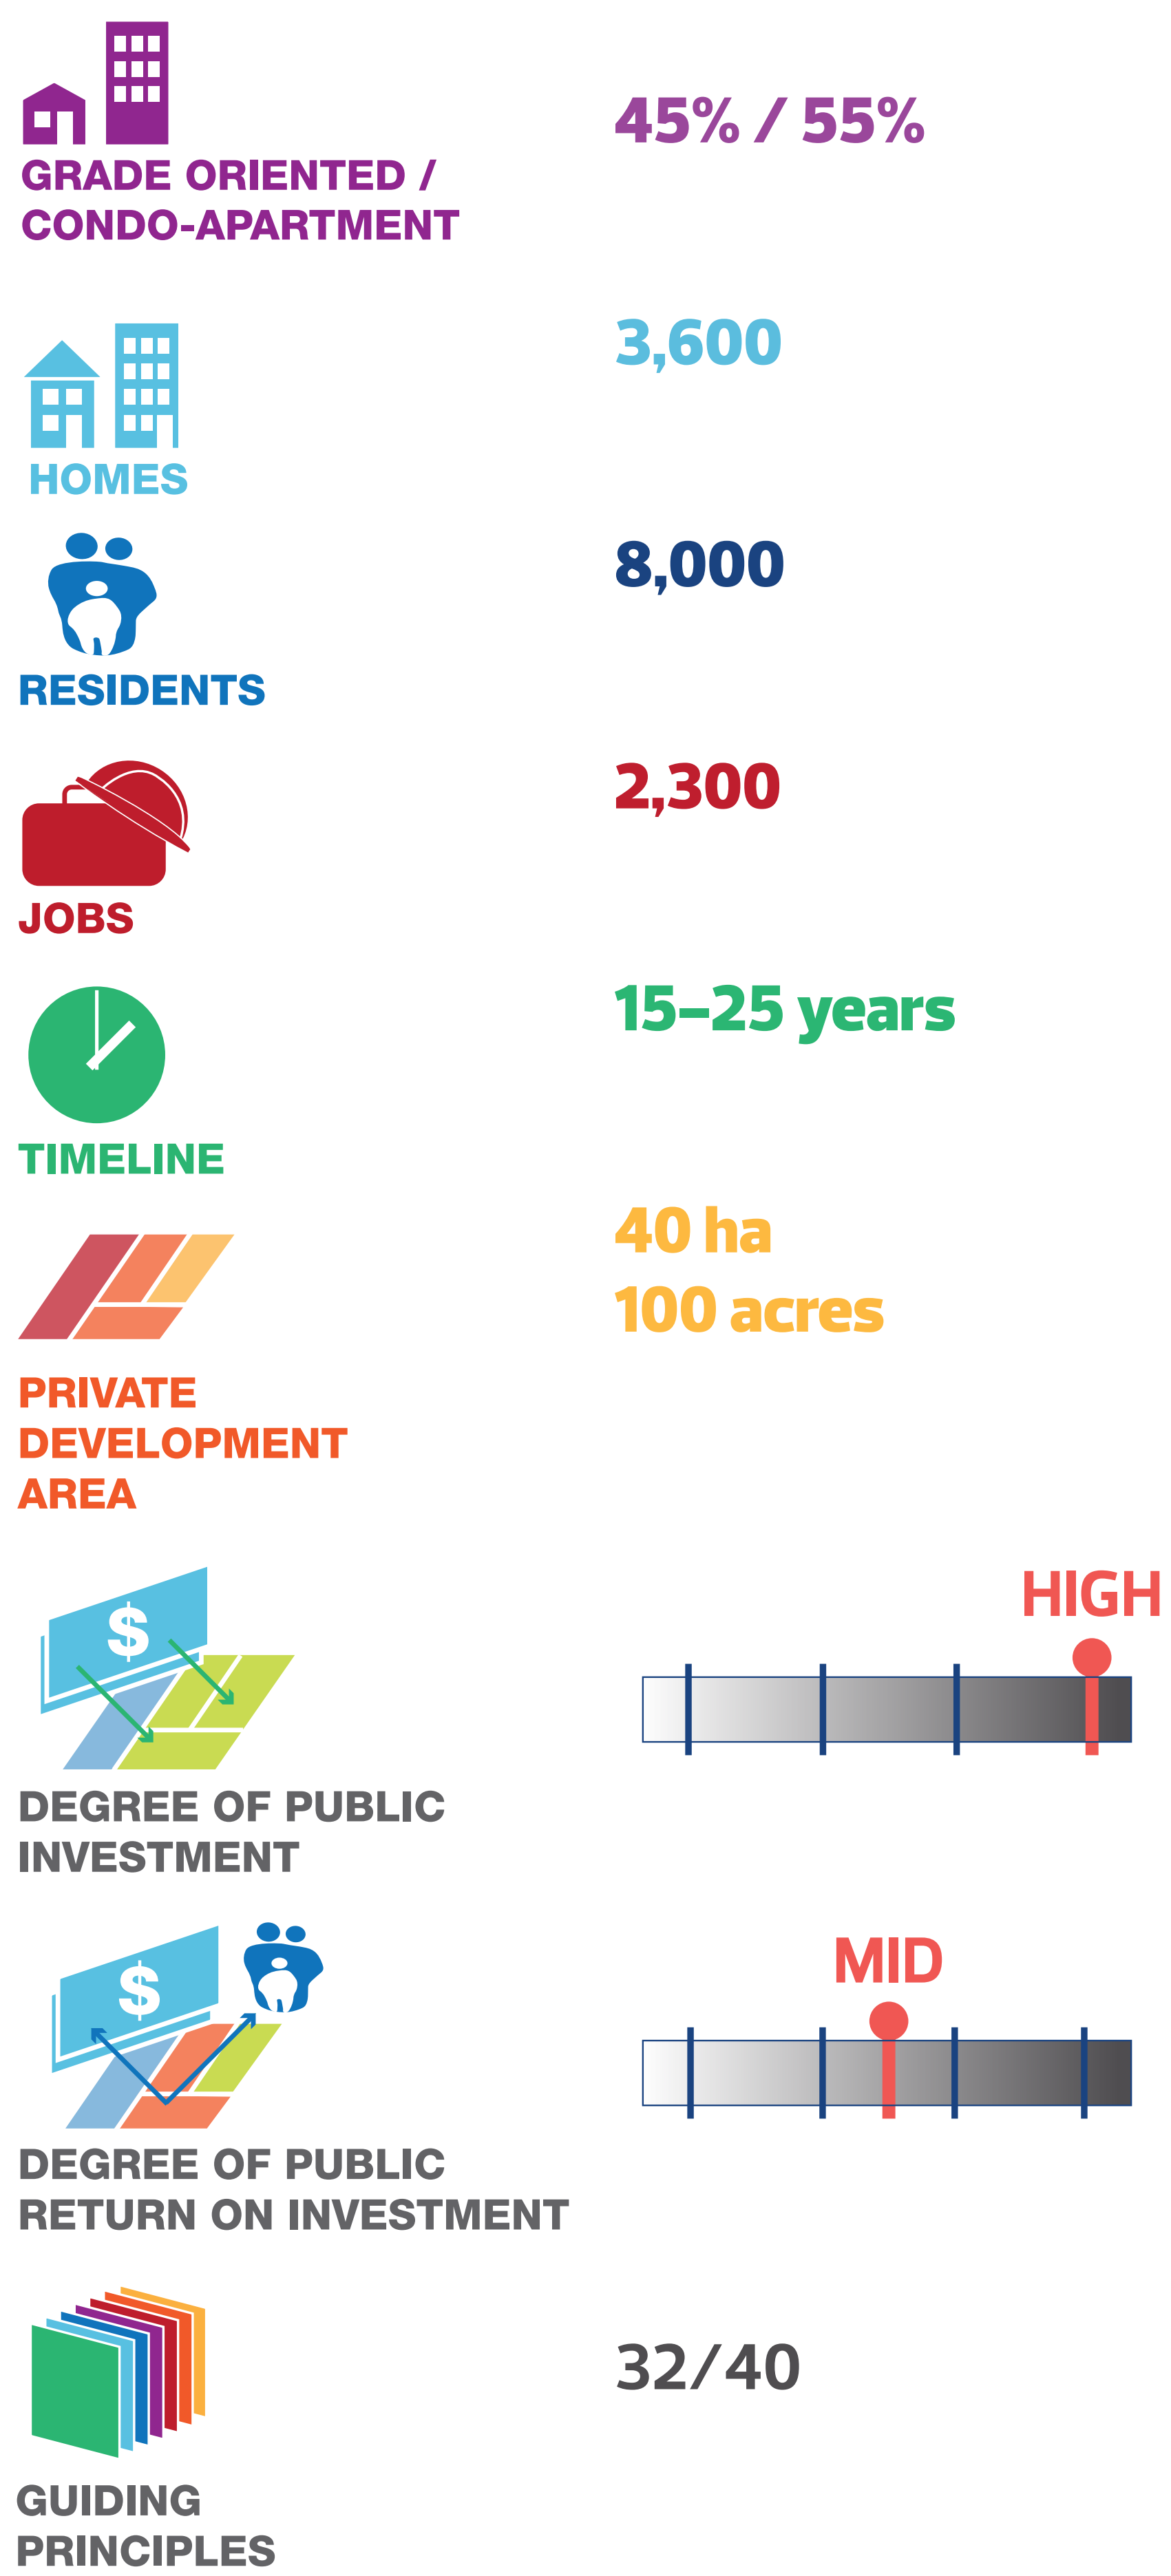 45% / 55%
GRADE ORIENTED /
CONDO-APARTMENT
3,600
HOMES
8,000
RESIDENTS
2,300
JOBS
15–25 years
TIMELINE
40 ha
100 acres
PRIVATE
DEVELOPMENT
AREA
HIGH
$
DEGREE OF PUBLIC
INVESTMENT
MID
$
DEGREE OF PUBLIC
RETURN ON INVESTMENT
32/40
GUIDING
PRINCIPLES